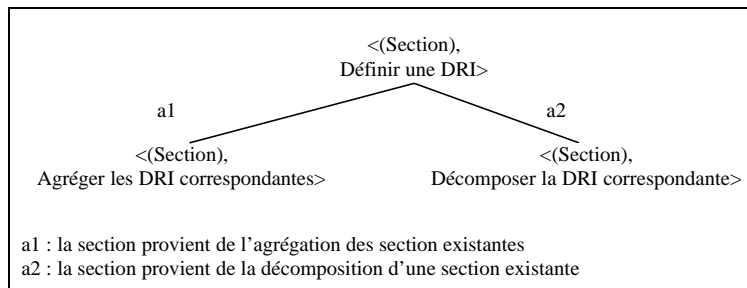 <(Section),
Définir une DRI>
a1
a2
<(Section),
Agréger les DRI correspondantes>
<(Section),
Décomposer la DRI correspondante>
a1 : la section provient de l’agrégation des section existantes
a2 : la section provient de la décomposition d’une section existante